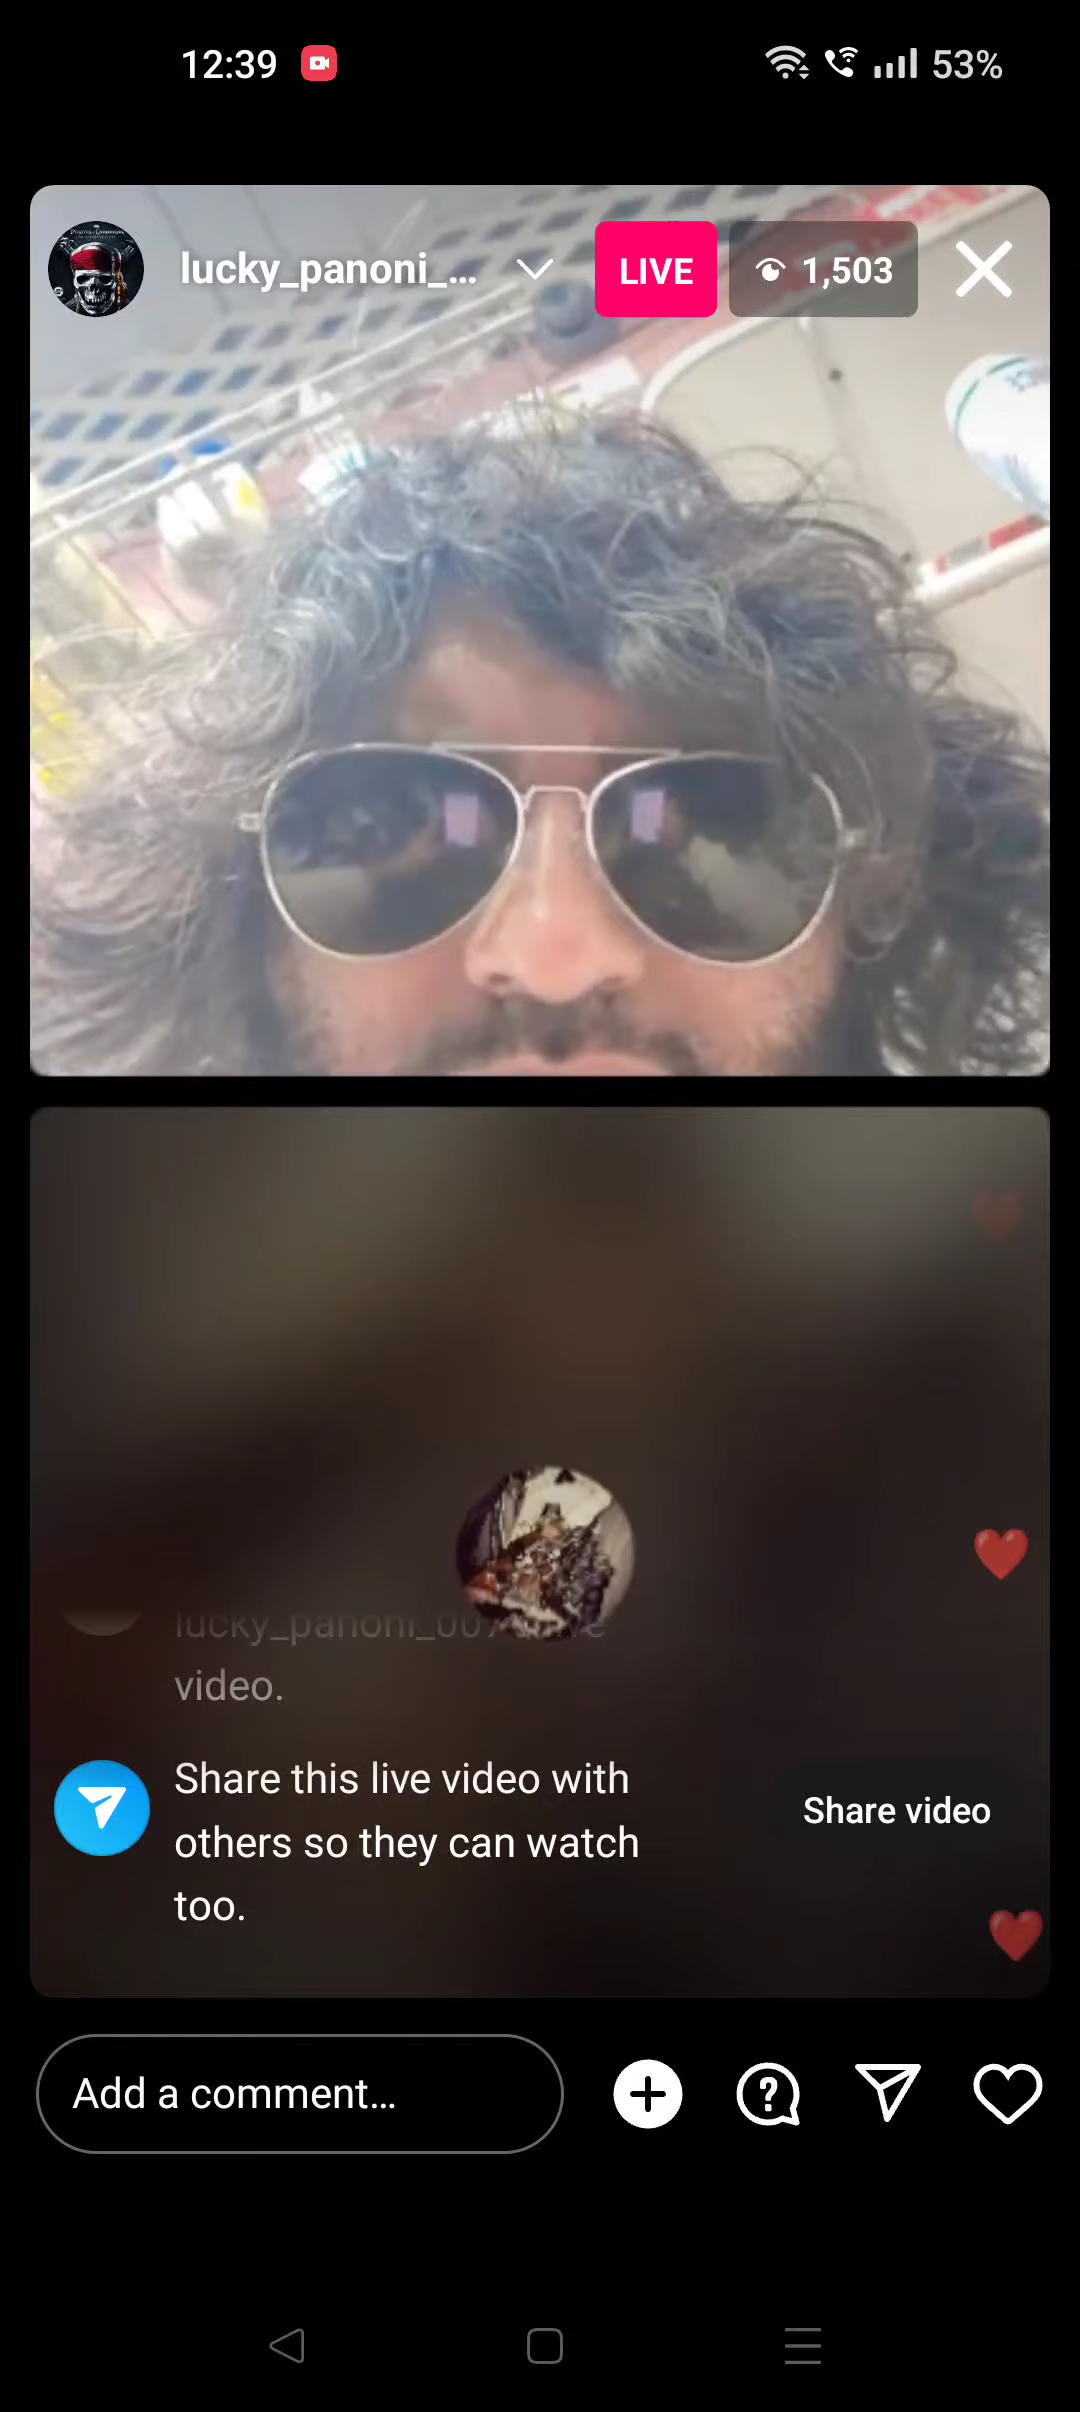 12:39
53%
lucky_panoni_...
LIVE
1,503
video.
Share this live video with
others so they can watch
too.
Share video
Add a comment...